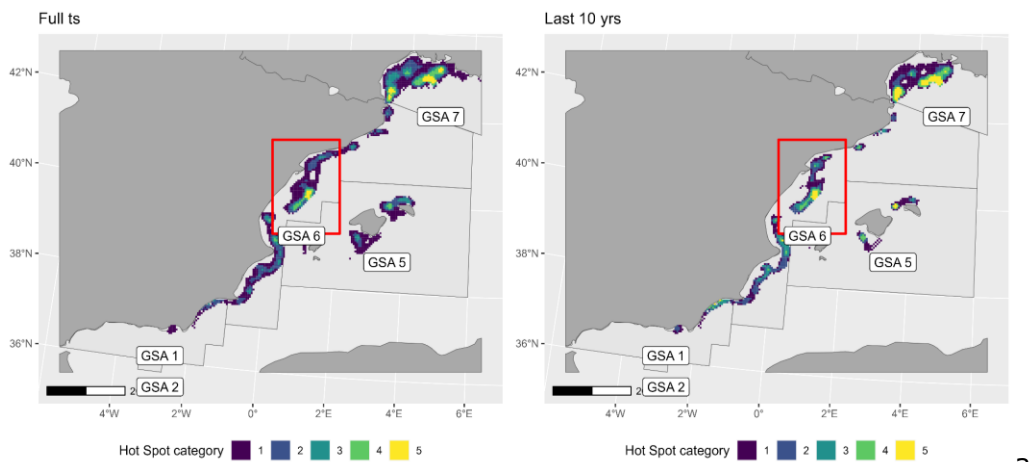 Full ts
42°N
40°N
38°N
36°N
GSA 7
GSA 6
GSA 5
GSA 1
GSA 2
4°W
2°W
0°
2°E
4°E
6°E
Hot Spot category 1 2 3 4 5
Last 10 yrs
42°N
40°N
38°N
36°N
GSA 7
GSA 6
GSA 5
GSA 1
GSA 2
4°W
2°W
0°
2°E
4°E
6°E
Hot Spot category 1 2 3 4 5